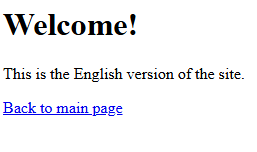 Welcome!
This is the English version of the site.
Back to main page